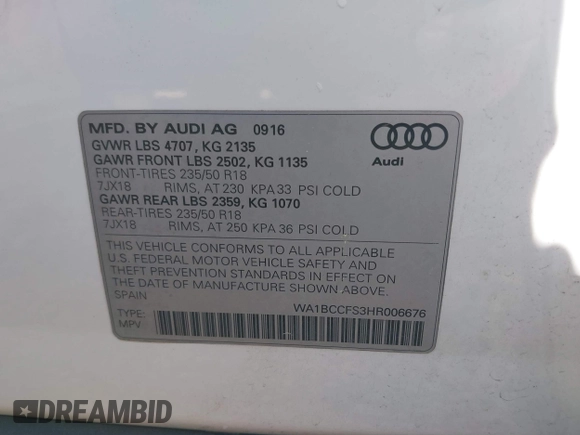 MFD. BY AUDI AG 0916
GVWR LBS 4707, KG 2135
GAWR FRONT LBS 2502, KG 1135
FRONT-TIRES 235/50 R18
7JX18 RIMS, AT 230 KPA 33 PSI COLD
GAWR REAR LBS 2359, KG 1070
REAR-TIRES 235/50 R18
7JX18 RIMS, AT 250 KPA 36 PSI COLD
Audi
THIS VEHICLE CONFORMS TO ALL APPLICABLE
U.S. FEDERAL MOTOR VEHICLE SAFETY AND
THEFT PREVENTION STANDARDS IN EFFECT ON
THE DATE OF MANUFACTURE SHOWN ABOVE.
SPAIN
WA1BCCFS3HR006676
TYPE:
MPV
DREAMBID